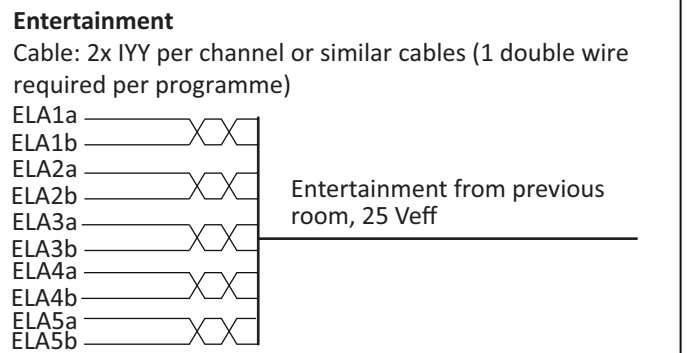 Entertainment
Cable: 2x IYY per channel or similar cables (1 double wire
required per programme)
ELA1a
ELA1b
ELA2a
ELA2b
Entertainment from previous
room, 25 Veff
ELA3a
ELA3b
ELA4a
ELA4b
ELA5a
ELA5b